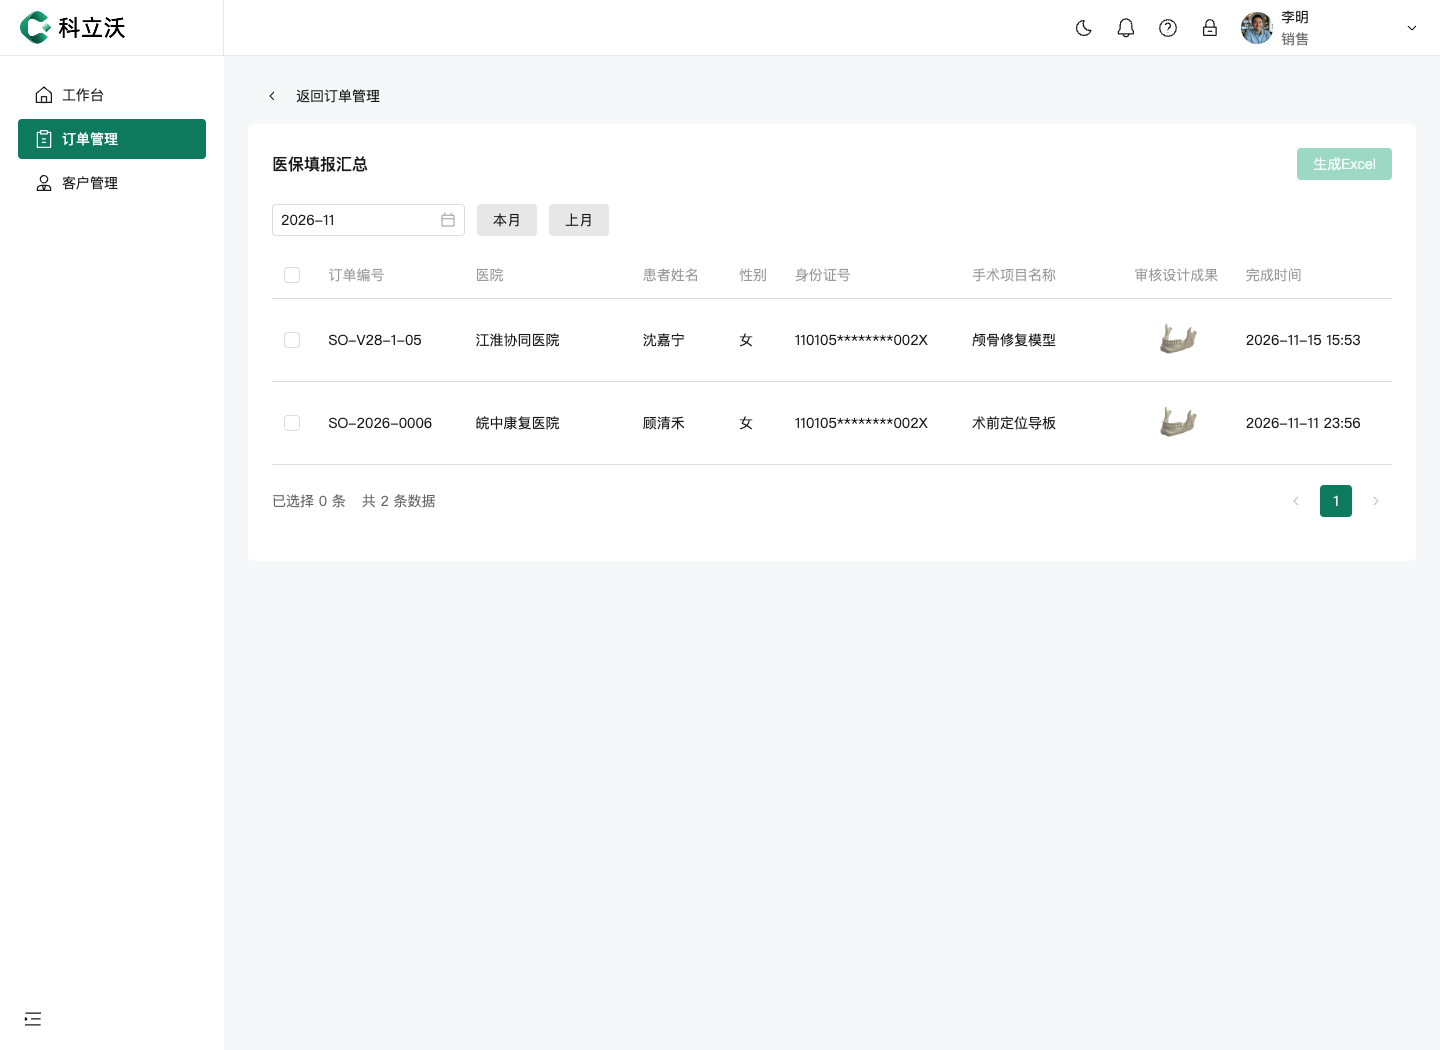 科立沃
李明
销售
工作台
订单管理
客户管理
返回订单管理
医保填报汇总
生成Excel
2026-11
本月
上月
订单编号 医院 患者姓名 性别 身份证号 手术项目名称 审核设计成果 完成时间
SO-V28-1-05 江淮协同医院 沈嘉宁 女 110105********002X 颅骨修复模型 2026-11-15 15:53
SO-2026-0006 皖中康复医院 顾清禾 女 110105********002X 术前定位导板 2026-11-11 23:56
已选择 0 条 共 2 条数据
1